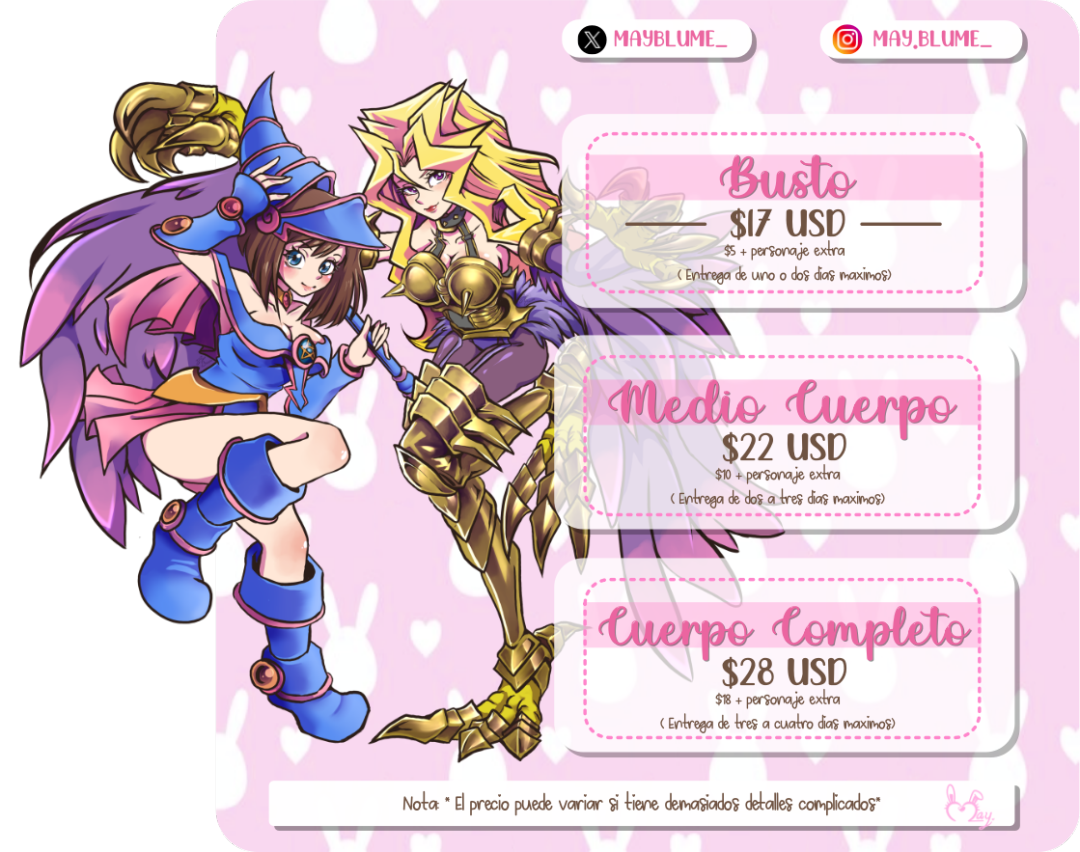 MAYBLUME_
MAY.BLUME_
Busto
$17 USD
$5 + personaje extra
( Entrega de uno o dos dias maximos)
Medio Cuerpo
$22 USD
$10 + personaje extra
( Entrega de dos a tres dias maximos)
Cuerpo Completo
$28 USD
$18 + personaje extra
( Entrega de tres a cuatro dias maximos)
Nota: " El precio puede variar si tiene demasiados detalles complicados"
May.